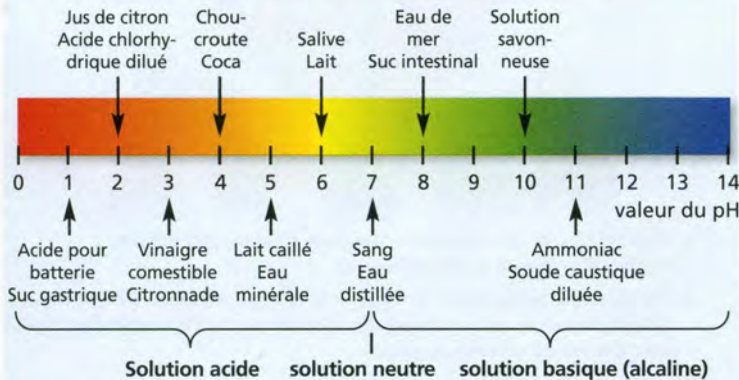 Jus de citron
Acide chlorhy-
drique dilué
Chou-
croute
Coca
Salive
Lait
Eau de
mer
Suc intestinal
Solution
savon-
neuse
0 1 2 3 4 5 6 7 8 9 10 11 12 13 14
valeur du pH
Acide pour
batterie
Suc gastrique
Vinaigre
comestible
Citronnade
Lait caillé
Eau
minérale
Sang
Eau
distillée
Ammoniac
Soude caustique
diluée
Solution acide solution neutre solution basique (alcaline)